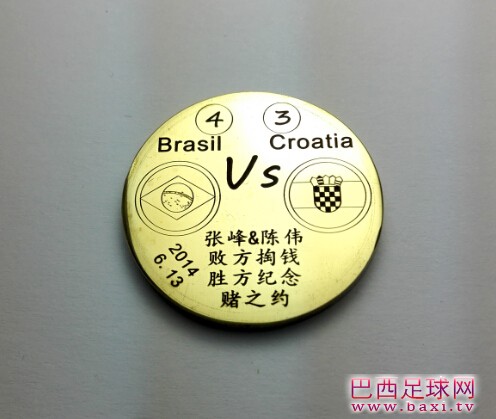 4 3
Brasil Vs Croatia
张峰&陈伟
败方掏钱
胜方纪念
赌之约
2014
6.13
巴西足球网
www.baxi.tv